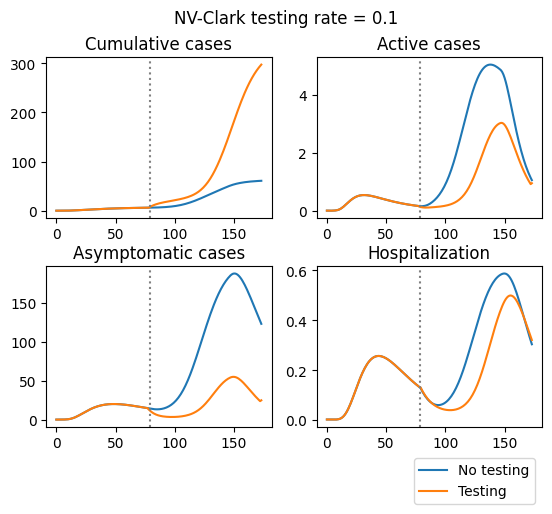 NV-Clark testing rate = 0.1
Cumulative cases
Active cases
300
200
100
0
0 50 100 150
4
2
0
0 50 100 150
Asymptomatic cases
Hospitalization
150
100
50
0
0 50 100 150
0.6
0.4
0.2
0.0
0 50 100 150
No testing
Testing